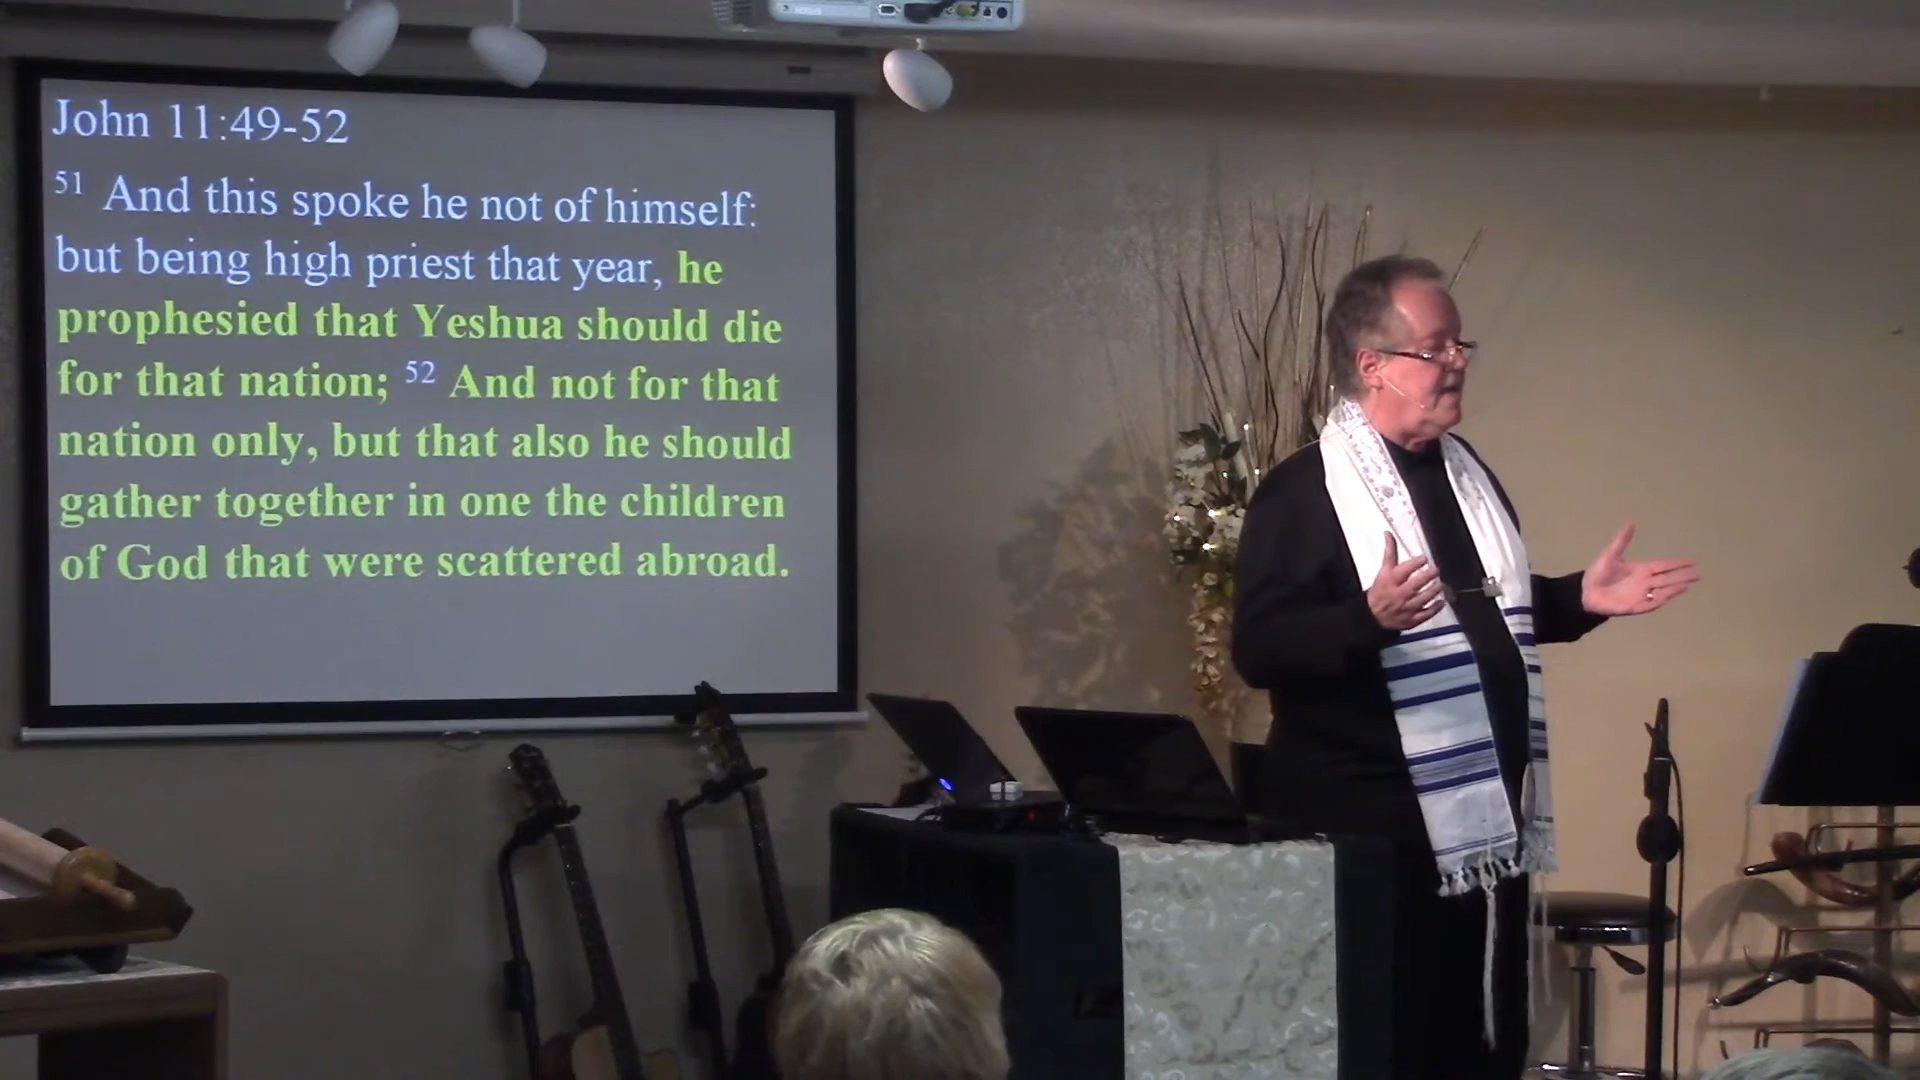 John 11:49-52
51 And this spoke he not of himself:
but being high priest that year, he
prophesied that Yeshua should die
for that nation; 52 And not for that
nation only, but that also he should
gather together in one the children
of God that were scattered abroad.